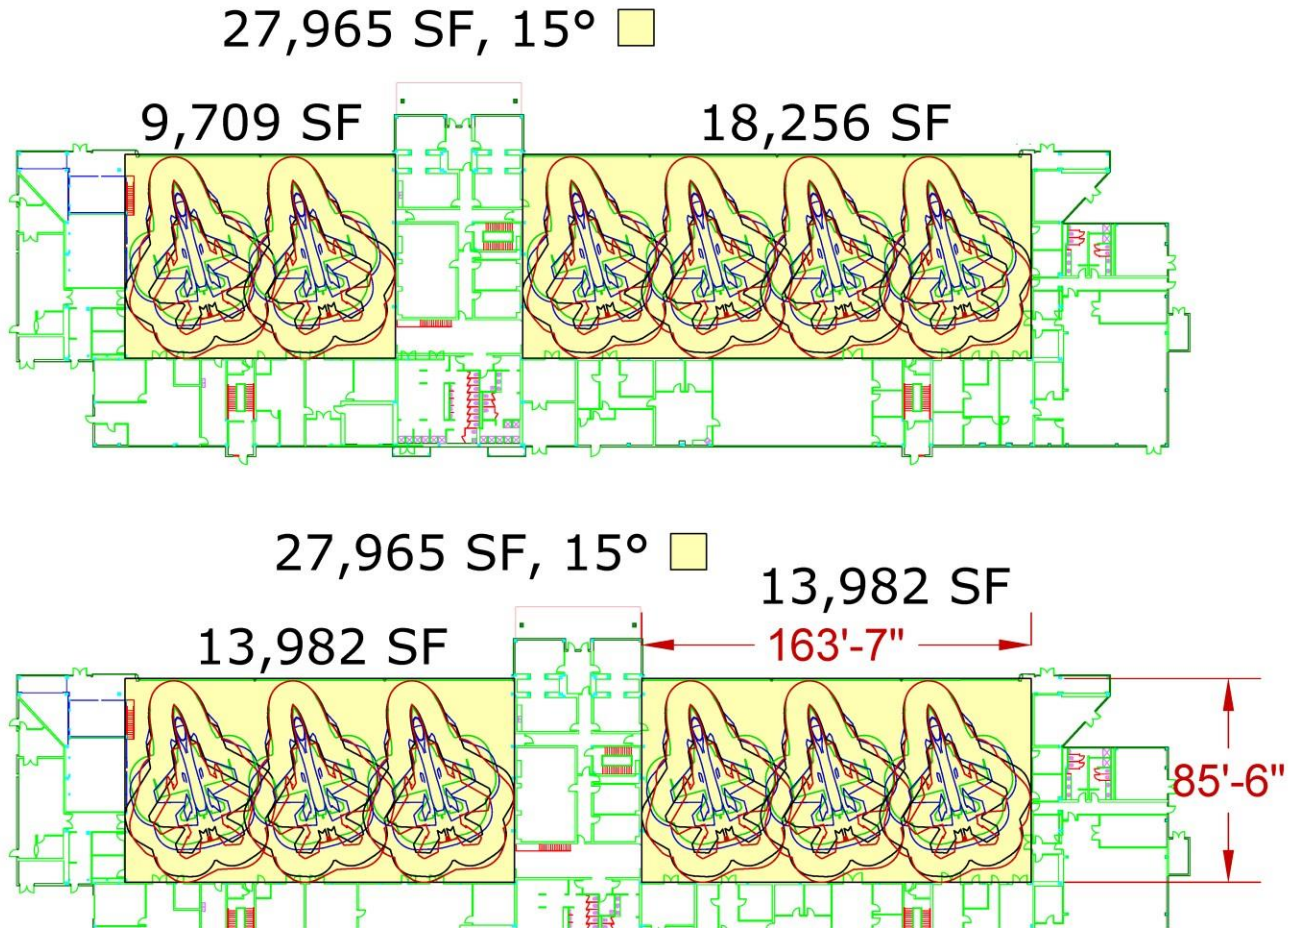 27,965 SF, 15°
9,709 SF
18,256 SF
27,965 SF, 15°
13,982 SF
13,982 SF
163'-7"
85'-6"